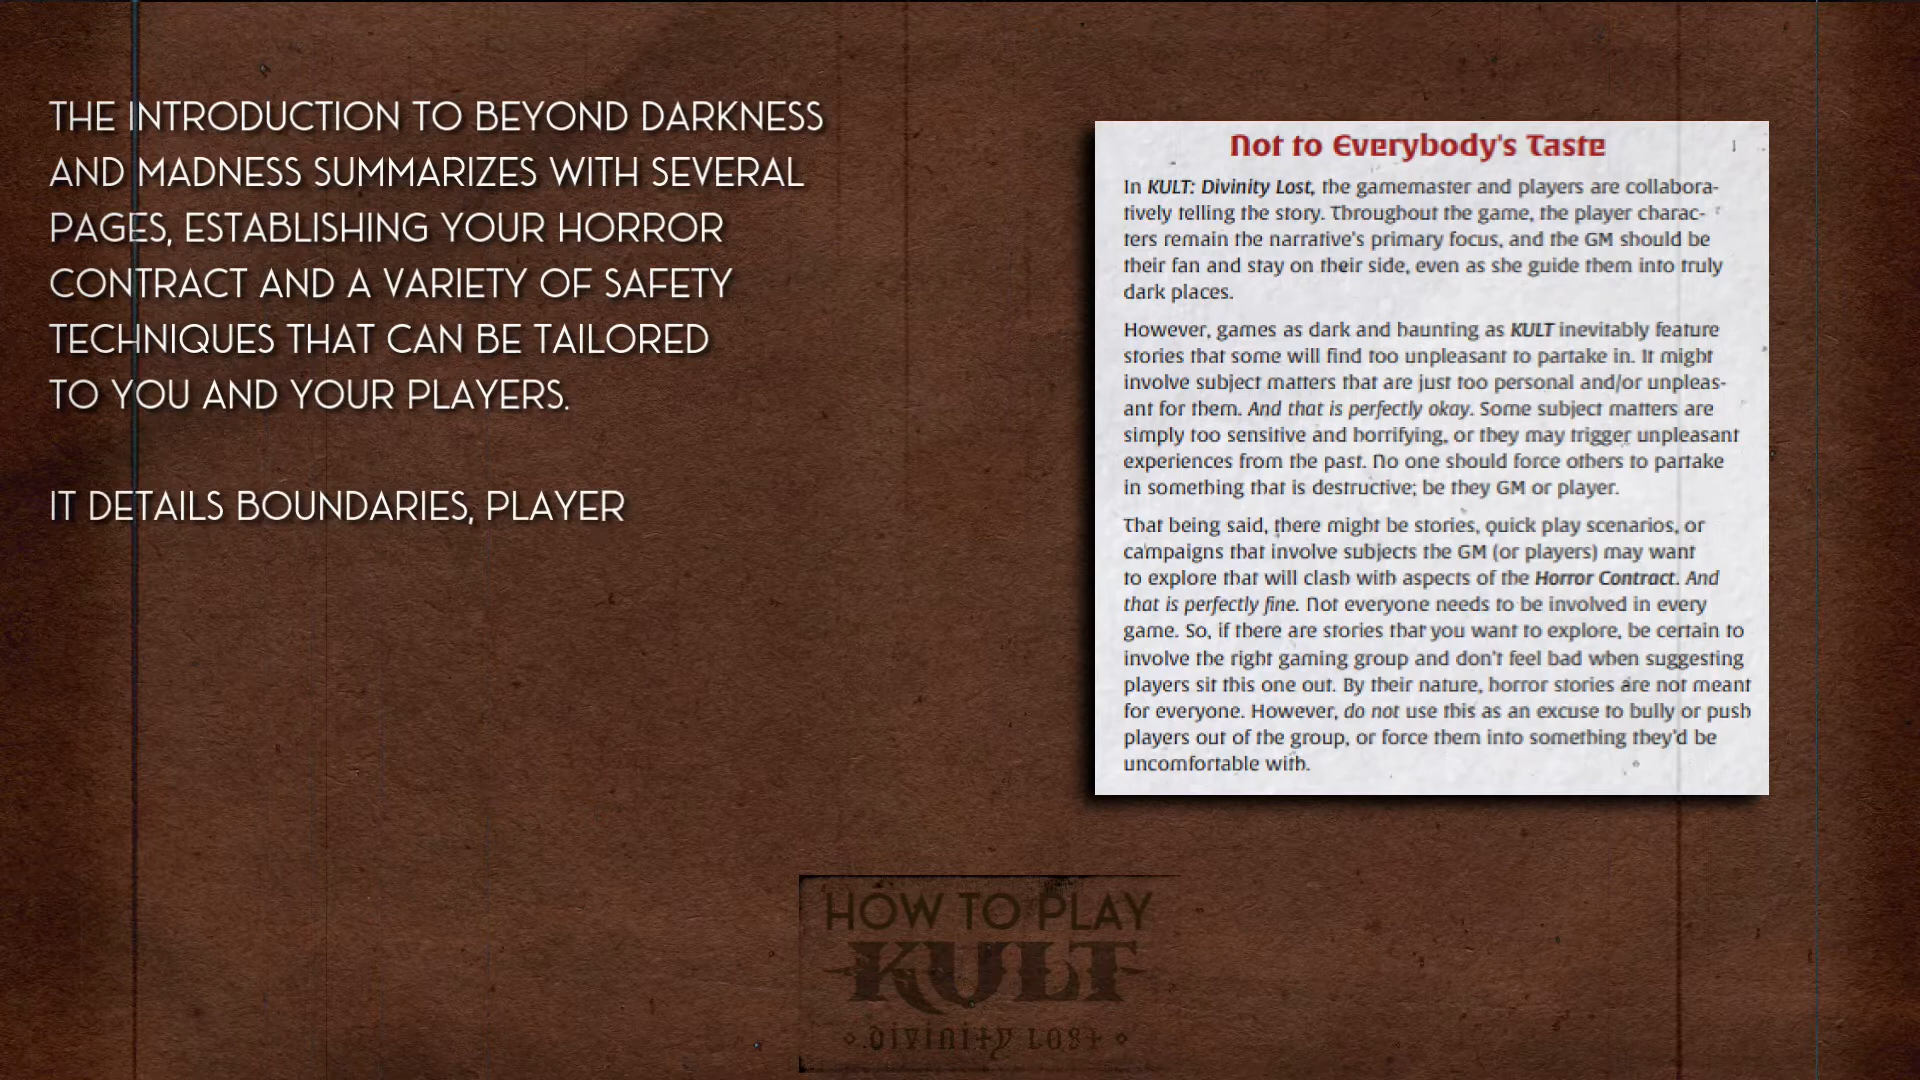 THE INTRODUCTION TO BEYOND DARKNESS
AND MADNESS SUMMARIZES WITH SEVERAL
PAGES, ESTABLISHING YOUR HORROR
CONTRACT AND A VARIETY OF SAFETY
TECHNIQUES THAT CAN BE TAILORED
TO YOU AND YOUR PLAYERS.
IT DETAILS BOUNDARIES, PLAYER
Not to Everybody's Taste
In KULT: Divinity Lost, the gamemaster and players are collabora-
tively telling the story. Throughout the game, the player charac-
ters remain the narrative's primary focus, and the GM should be
their fan and stay on their side, even as she guide them into truly
dark places.
However, games as dark and haunting as KULT inevitably feature
stories that some will find too unpleasant to partake in. It might
involve subject matters that are just too personal and/or unpleas-
ant for them. And that is perfectly okay. Some subject matters are
simply too sensitive and horrifying, or they may trigger unpleasant
experiences from the past. No one should force others to partake
in something that is destructive; be they GM or player.
That being said, there might be stories, quick play scenarios, or
campaigns that involve subjects the GM (or players) may want
to explore that will clash with aspects of the Horror Contract. And
that is perfectly fine. Not everyone needs to be involved in every
game. So, if there are stories that you want to explore, be certain to
involve the right gaming group and don't feel bad when suggesting
players sit this one out. By their nature, horror stories are not meant
for everyone. However, do not use this as an excuse to bully or push
players out of the group, or force them into something they'd be
uncomfortable with.
HOW TO PLAY
KULT
DIVINITY LOST